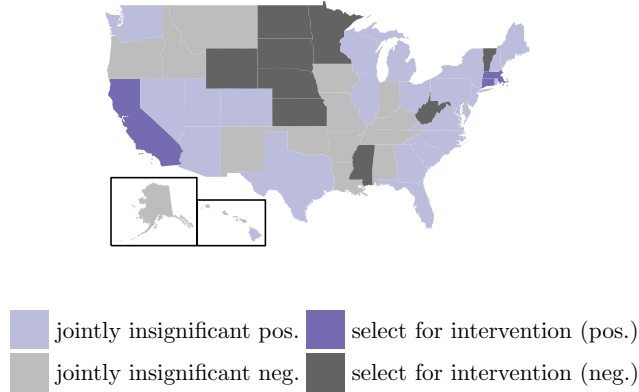 jointly insignificant pos. select for intervention (pos.)
jointly insignificant neg. select for intervention (neg.)